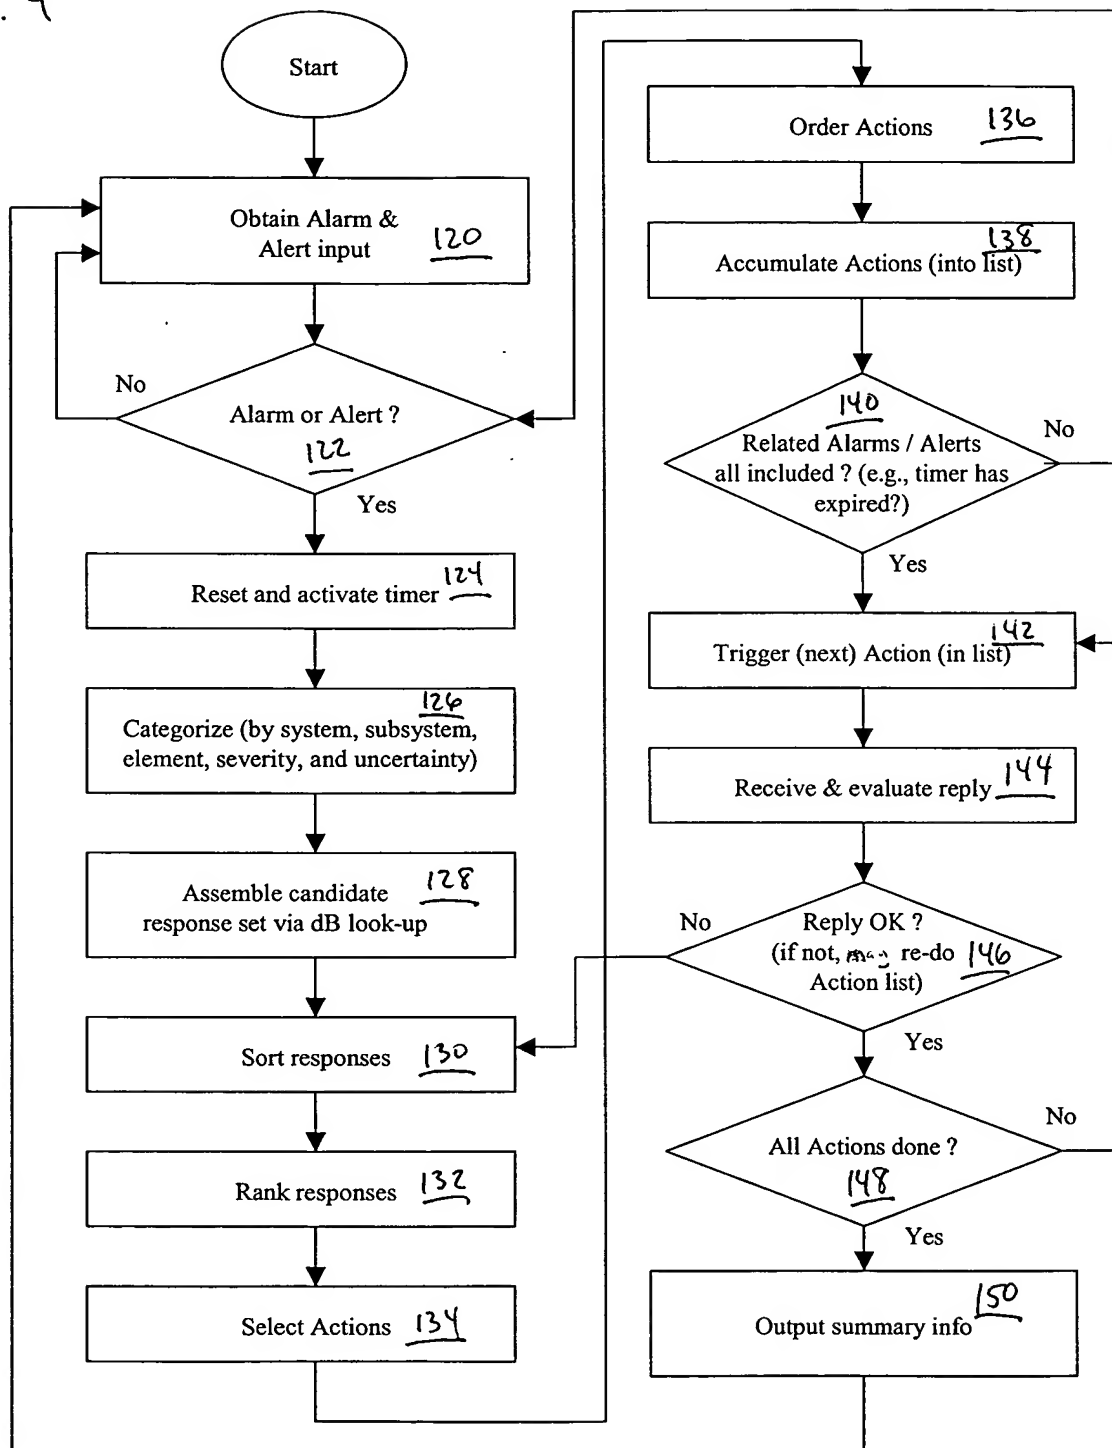 . 4
Start
Obtain Alarm &
Alert input 120
No
Alarm or Alert ?
122
Yes
Reset and activate timer 124
126
Categorize (by system, subsystem,
element, severity, and uncertainty)
Assemble candidate 128
response set via dB look-up
Sort responses 130
Rank responses 132
Select Actions 134
Order Actions 136
138
Accumulate Actions (into list)
140
Related Alarms / Alerts
all included ? (e.g., timer has
expired?)
No
Yes
142
Trigger (next) Action (in list)
Receive & evaluate reply 144
No
Reply OK ?
(if not, may re-do 146
Action list)
Yes
No
All Actions done ?
148
Yes
150
Output summary info